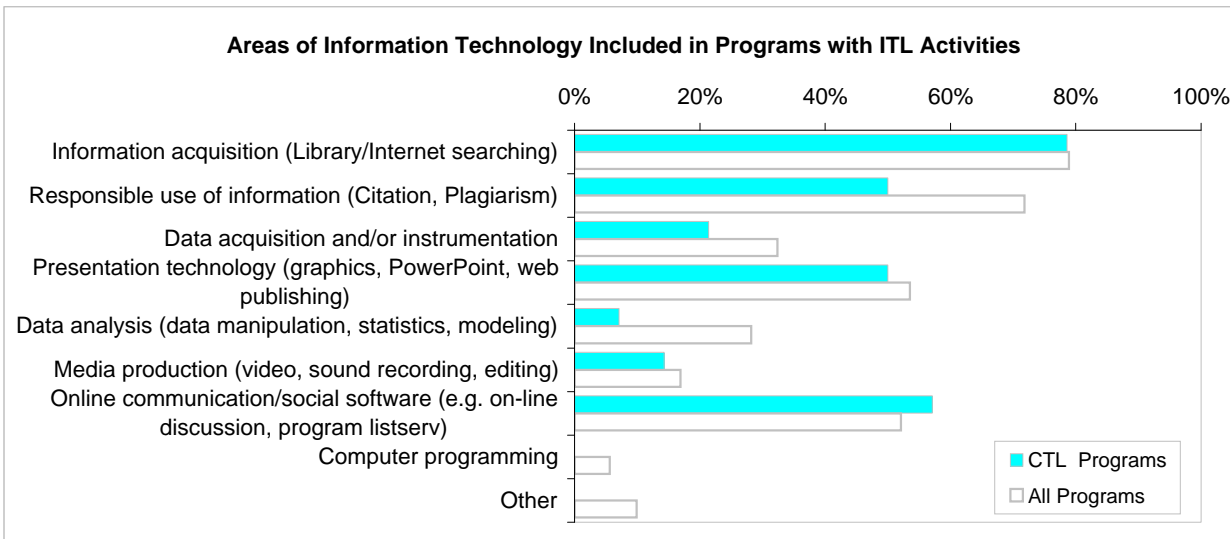 Areas of Information Technology Included in Programs with ITL Activities
0% 20% 40% 60% 80% 100%
Information acquisition (Library/Internet searching)
Responsible use of information (Citation, Plagiarism)
Data acquisition and/or instrumentation
Presentation technology (graphics, PowerPoint, web
publishing)
Data analysis (data manipulation, statistics, modeling)
Media production (video, sound recording, editing)
Online communication/social software (e.g. on-line
discussion, program listserv)
Computer programming
Other
CTL Programs
All Programs